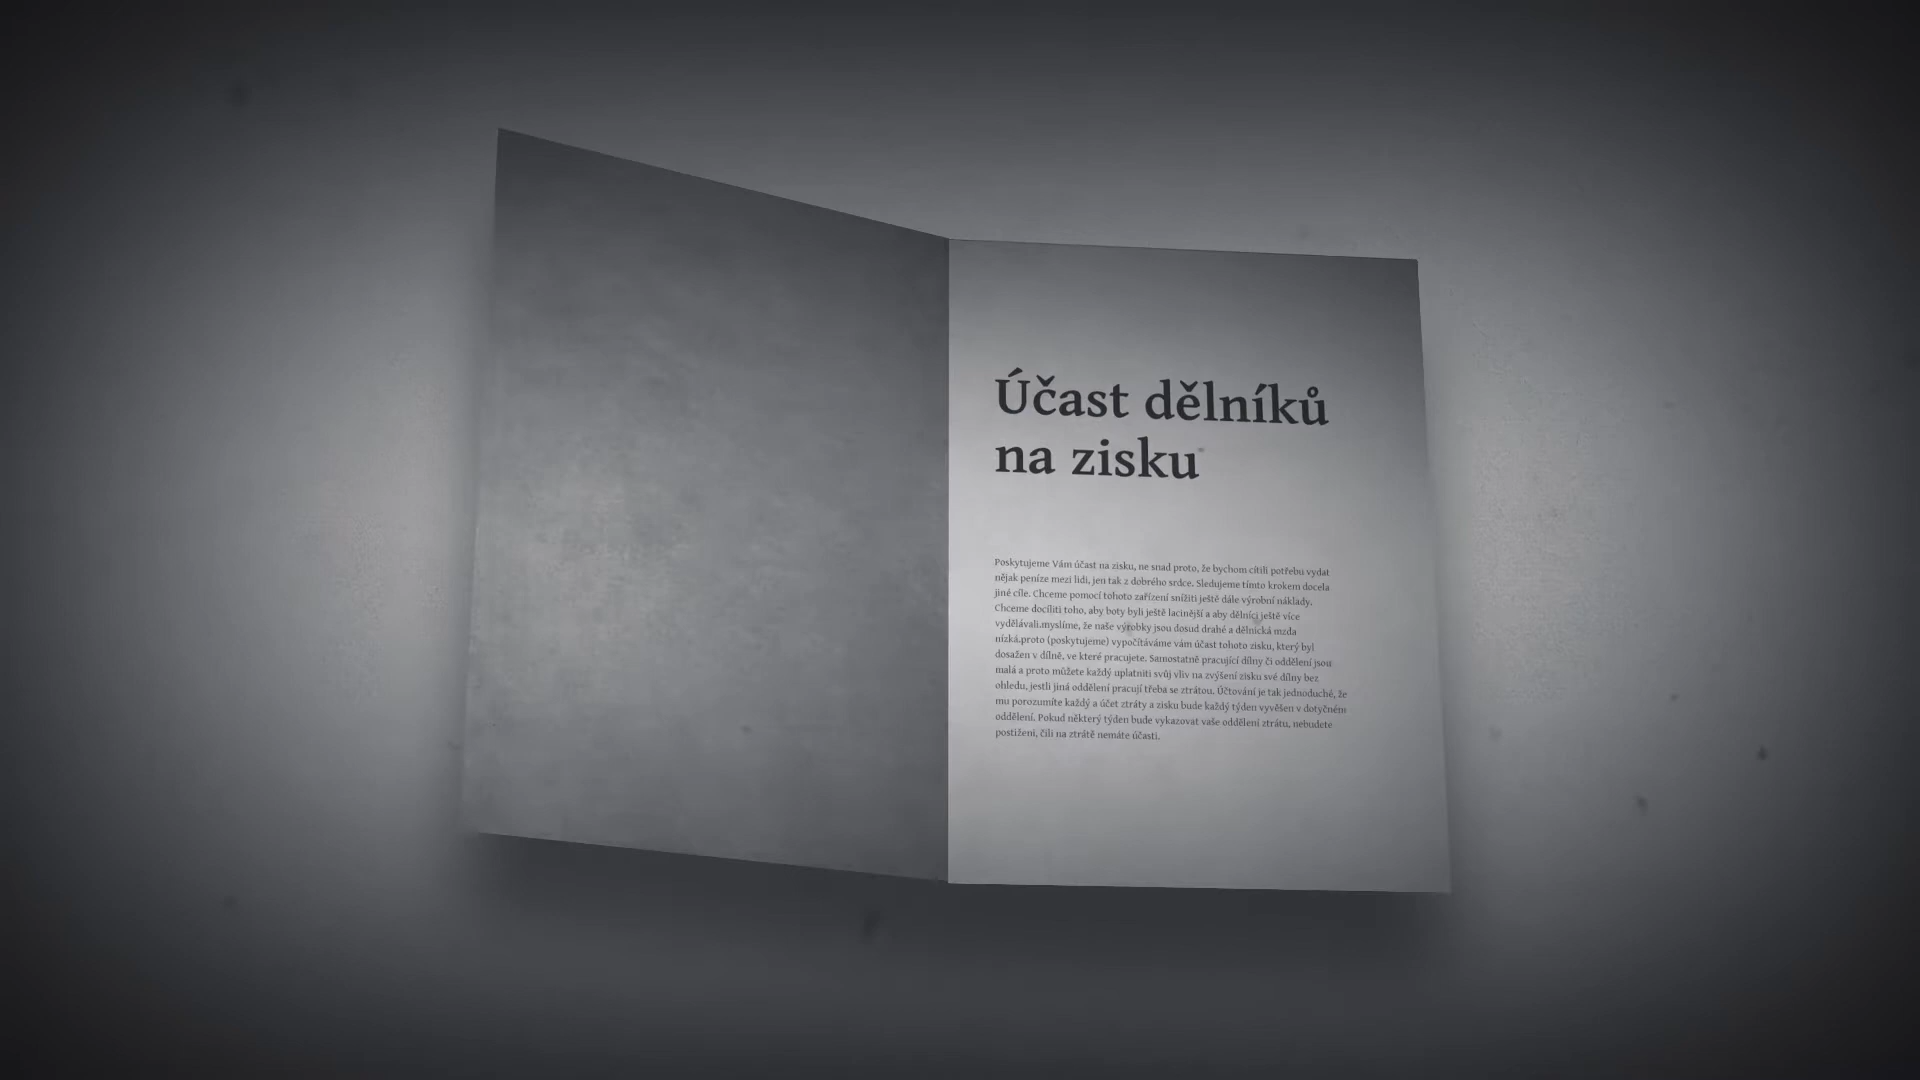 Účast dělníků
na zisku
Poskytujeme Vám účast na zisku, ne snad proto, že bychom cítili potřebu vydat
nějak peníze mezi lidi, jen tak z dobrého srdce. Sledujeme tímto krokem docela
jiné cíle. Chceme pomocí tohoto zařízení snížiti ještě dále výrobní náklady.
Chceme docíliti toho, aby boty byli ještě lacinější a aby dělníci ještě více
vydělávali.myslíme, že naše výrobky jsou dosud drahé a dělnická mzda
nízká.proto (poskytujeme) vypočítáváme vám účast tohoto zisku, který byl
dosažen v dílně, ve které pracujete. Samostatně pracující dílny či oddělení jsou
malá a proto můžete každý uplatniti svůj vliv na zvýšení zisku své dílny bez
ohledu, jestli jiná oddělení pracují třeba se ztrátou. Účtování je tak jednoduché, že
mu porozumíte každý a účet ztráty a zisku bude každý týden vyvěšen v dotyčném
oddělení. Pokud některý týden bude vykazovat vaše oddělení ztrátu, nebudete
postiženi, čili na ztrátě nemáte účasti.